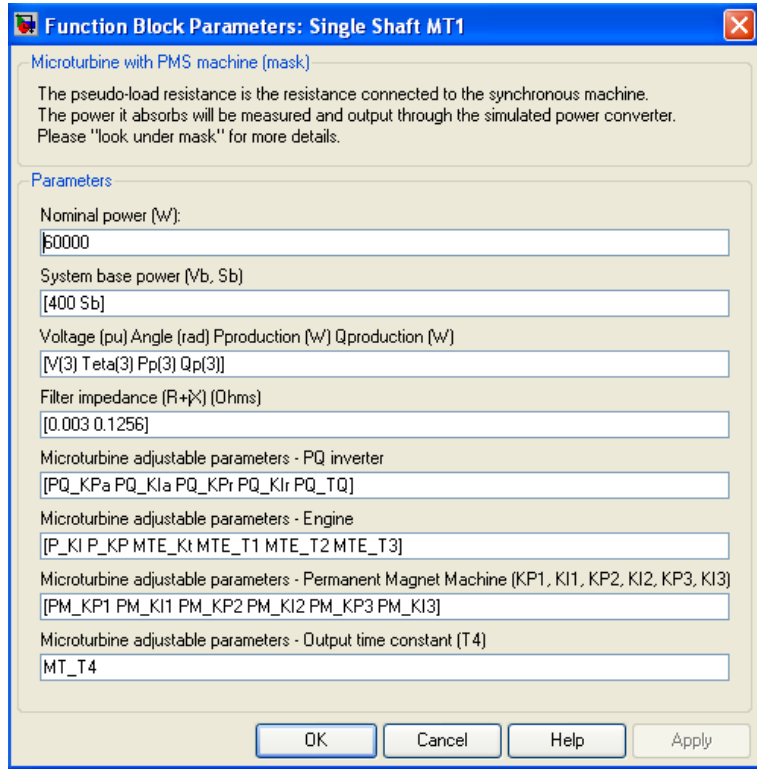 Function Block Parameters: Single Shaft MT1
Microturbine with PMS machine (mask)
The pseudo-load resistance is the resistance connected to the synchronous machine.
The power it absorbs will be measured and output through the simulated power converter.
Please "look under mask" for more details.
Parameters
Nominal power (W):
60000
System base power (Vb, Sb)
[400 Sb]
Voltage (pu) Angle (rad) Pproduction (W) Qproduction (W)
[V(3) Teta(3) Pp(3) Qp(3)]
Filter impedance (R+jX) (Ohms)
[0.003 0.1256]
Microturbine adjustable parameters - PQ inverter
[PQ_KPa PQ_KIa PQ_KPr PQ_KIr PQ_TQ]
Microturbine adjustable parameters - Engine
[P_KI P_KP MTE_Kt MTE_T1 MTE_T2 MTE_T3]
Microturbine adjustable parameters - Permanent Magnet Machine (KP1, KI1, KP2, KI2, KP3, KI3)
[PM_KP1 PM_KI1 PM_KP2 PM_KI2 PM_KP3 PM_KI3]
Microturbine adjustable parameters - Output time constant (T4)
MT_T4
OK Cancel Help Apply